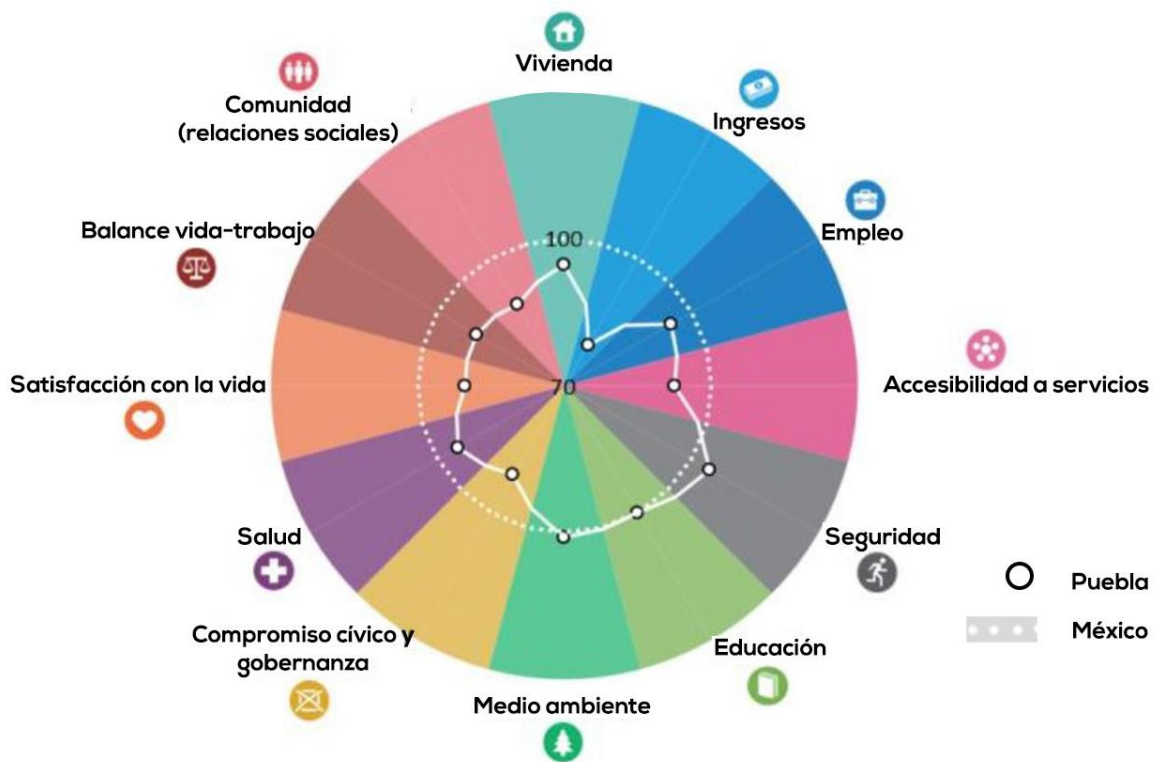 Vivienda
Ingresos
Empleo
Accesibilidad a servicios
Seguridad
Educación
Medio ambiente
Compromiso cívico y
gobernanza
Salud
Satisfacción con la vida
Balance vida-trabajo
Comunidad
(relaciones sociales)
100
70
Puebla
México